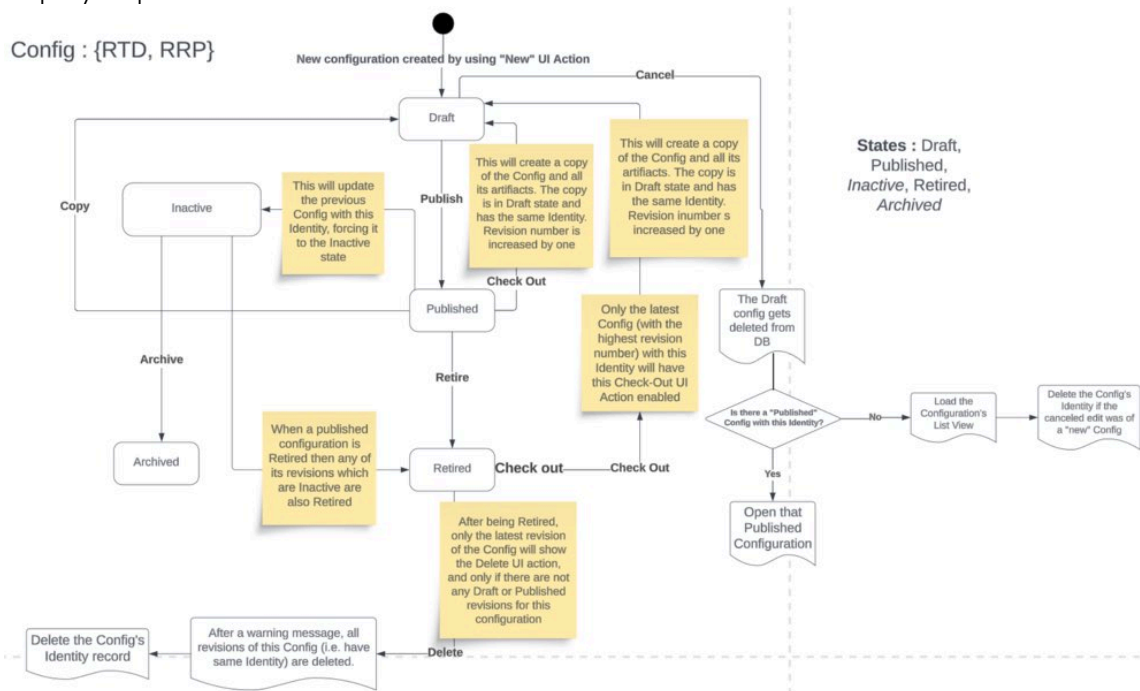 Config : {RTD, RRP}
New configuration created by using "New" UI Action
Cancel
Draft
States : Draft,
Published,
Inactive, Retired,
Archived
Copy
Inactive
This will update
the previous
Config with this
Identity, forcing it
to the Inactive
state
Publish
This will create a
copy of the Config
and all its
artifiacts. The copy
is in Draft state and
has the same
Identity.
Revision number is
increased by one
Check Out
This will create a copy
of the Config and all its
artifacts. The copy is in
Draft state and has
the same Identity.
Revision inumber s
increased by one
Published
Only the latest
Config (with the
highest revision
number) with this
Identity will have
this Check-Out UI
Action enabled
The Draft
config gets
deleted from
DB
Archive
Retire
Is there a "Published"
Config with this Identity?
No
Load the
Configuration's
List View
Delete the Config's
Identity if the
canceled edit was of
a "new" Config
Yes
Open that
Published
Configuration
Archived
When a published
configuration is
Retired then any of
its revisions which
are Inactive are
also Retired
Retired
Check out
Check Out
After being Retired,
only the latest revision
of the Config will show
the Delete UI action,
and only if there are not
any Draft or Published
revisions for this
configuration
Delete
After a warning message, all
revisions of this Config (i.e. have
same Identity) are deleted.
Delete the Config's
Identity record